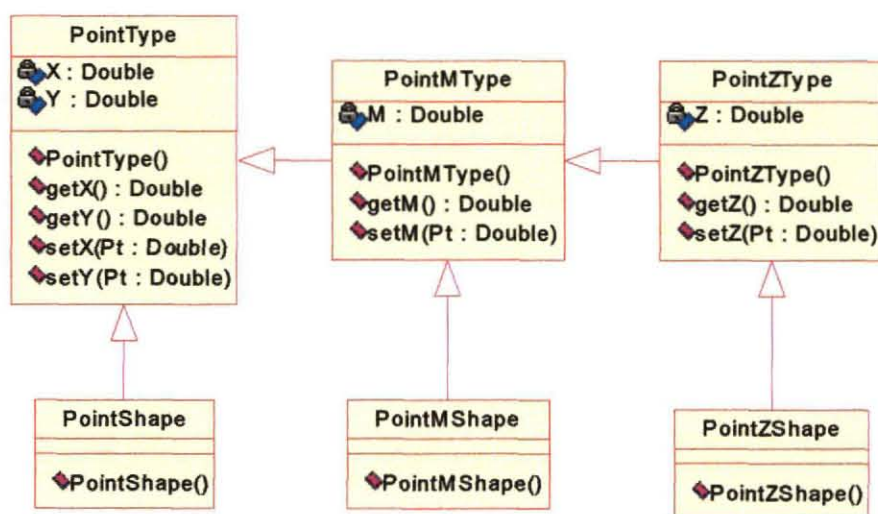 PointType
X : Double
Y : Double
PointType()
getX() : Double
getY() : Double
setX(Pt : Double)
setY(Pt : Double)
PointMType
M : Double
PointMType()
getM() : Double
setM(Pt : Double)
PointZType
Z : Double
PointZType()
getZ() : Double
setZ(Pt : Double)
PointShape
PointShape()
PointMShape
PointMShape()
PointZShape
PointZShape()